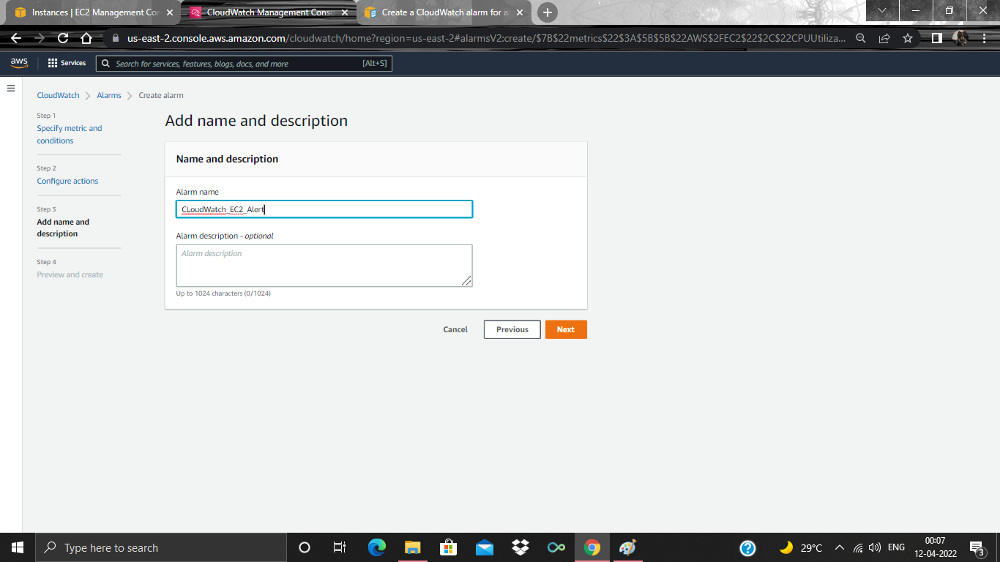 Instances | EC2 Management Cor
CloudWatch Management Conso
Create a CloudWatch alarm for a
us-east-2.console.aws.amazon.com/cloudwatch/home?region=us-east-2#alarmsV2:create/$7B$22metrics$22$3A$5B$5B$22AWS$2FEC2$22$2C$22CPUUtiliza...
aws
Services
Search for services, features, blogs, docs, and more
[Alt+S]
CloudWatch
Alarms
Create alarm
Step 1
Specify metric and
conditions
Step 2
Configure actions
Step 3
Add name and
description
Step 4
Preview and create
Add name and description
Name and description
Alarm name
CLoudWatch_EC2_Alert
Alarm description - optional
Alarm description
Up to 1024 characters (0/1024)
Cancel
Previous
Next
Type here to search
29°C
ENG
00:07
12-04-2022
3